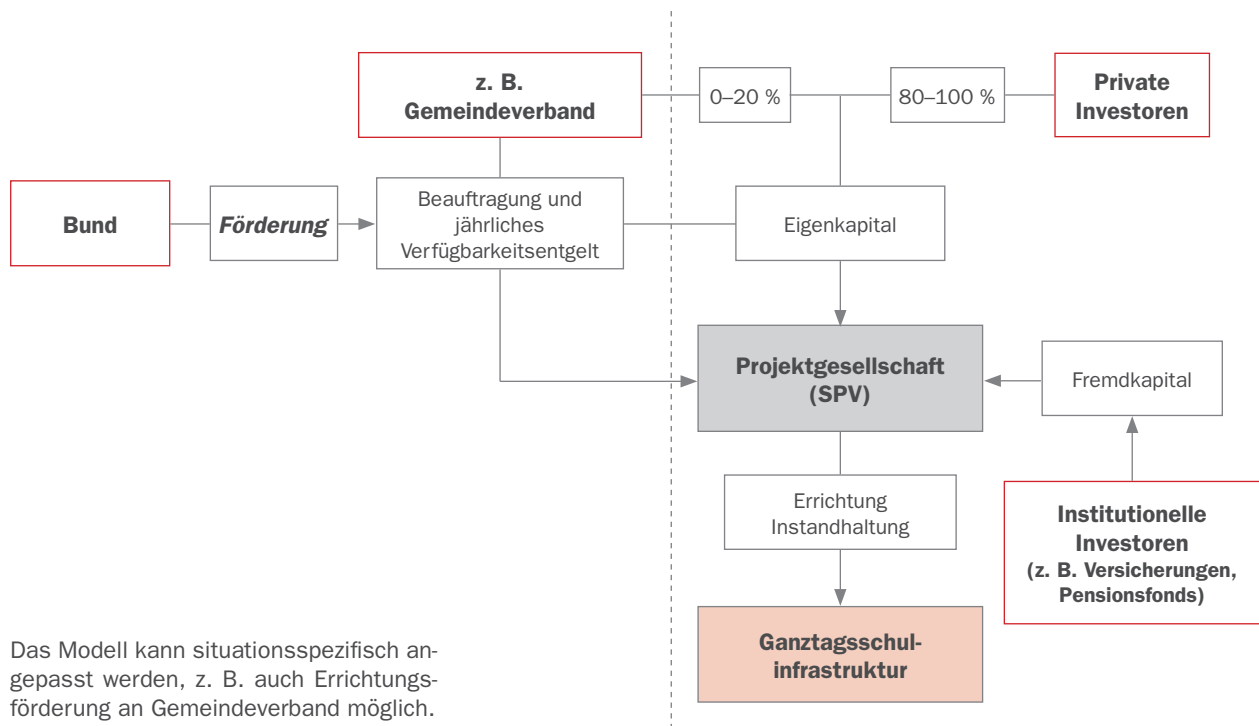 z. B.
Gemeindeverband
0–20 %
80–100 %
Private
Investoren
Bund
Förderung
Beauftragung und
jährliches
Verfügbarkeitsentgelt
Eigenkapital
Projektgesellschaft
(SPV)
Fremdkapital
Errichtung
Instandhaltung
Institutionelle
Investoren
(z. B. Versicherungen,
Pensionsfonds)
Ganztagsschul-
infrastruktur
Das Modell kann situationsspezifisch an-
gepasst werden, z. B. auch Errichtungs-
förderung an Gemeindeverband möglich.